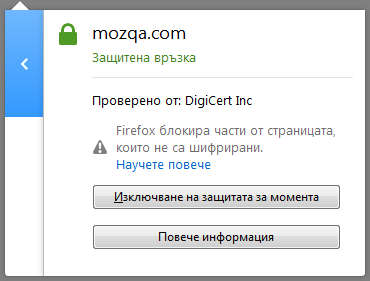 mozqa.com
Защитена връзка
Проверено от: DigiCert Inc
Firefox блокира части от страницата,
които не са шифрирани.
Научете повече
Изключване на защитата за момента
Повече информация